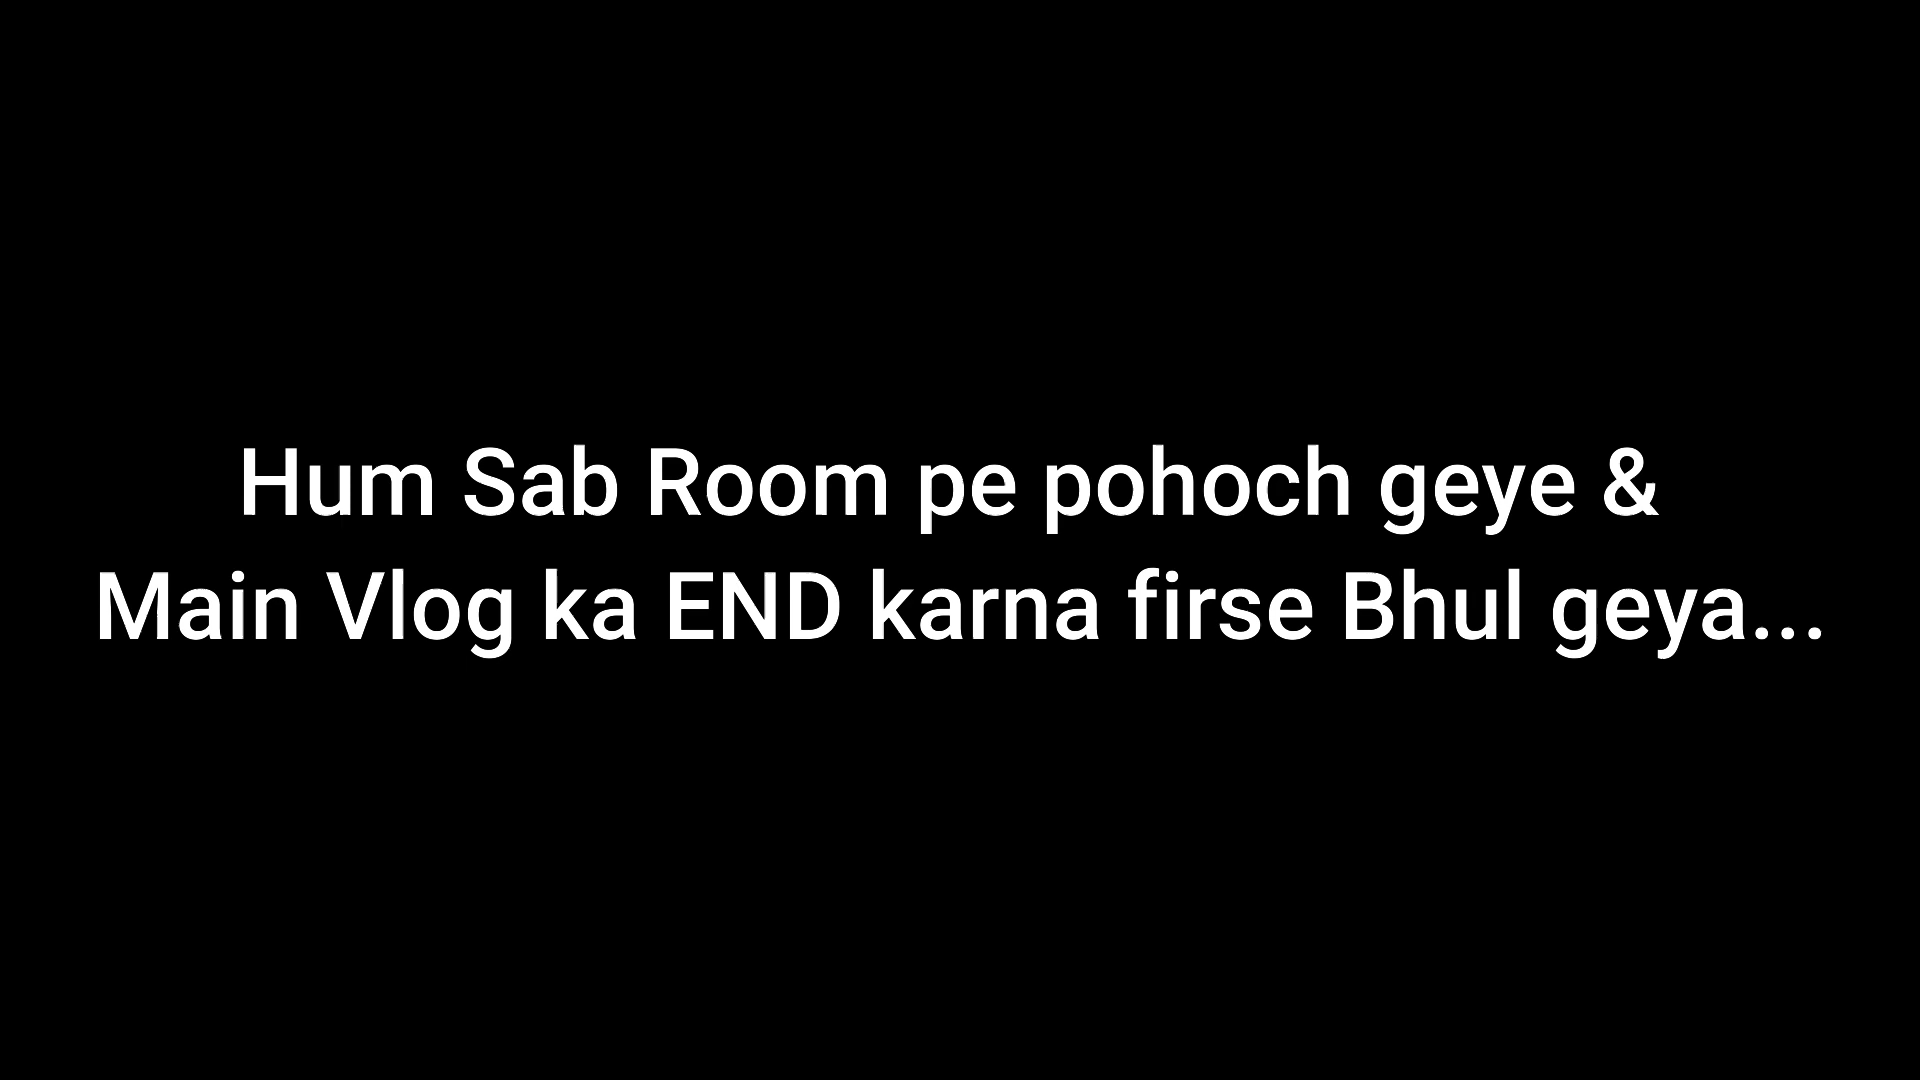 Hum Sab Room pe pohoch geye &
Main Vlog ka END karna firse Bhul geya...